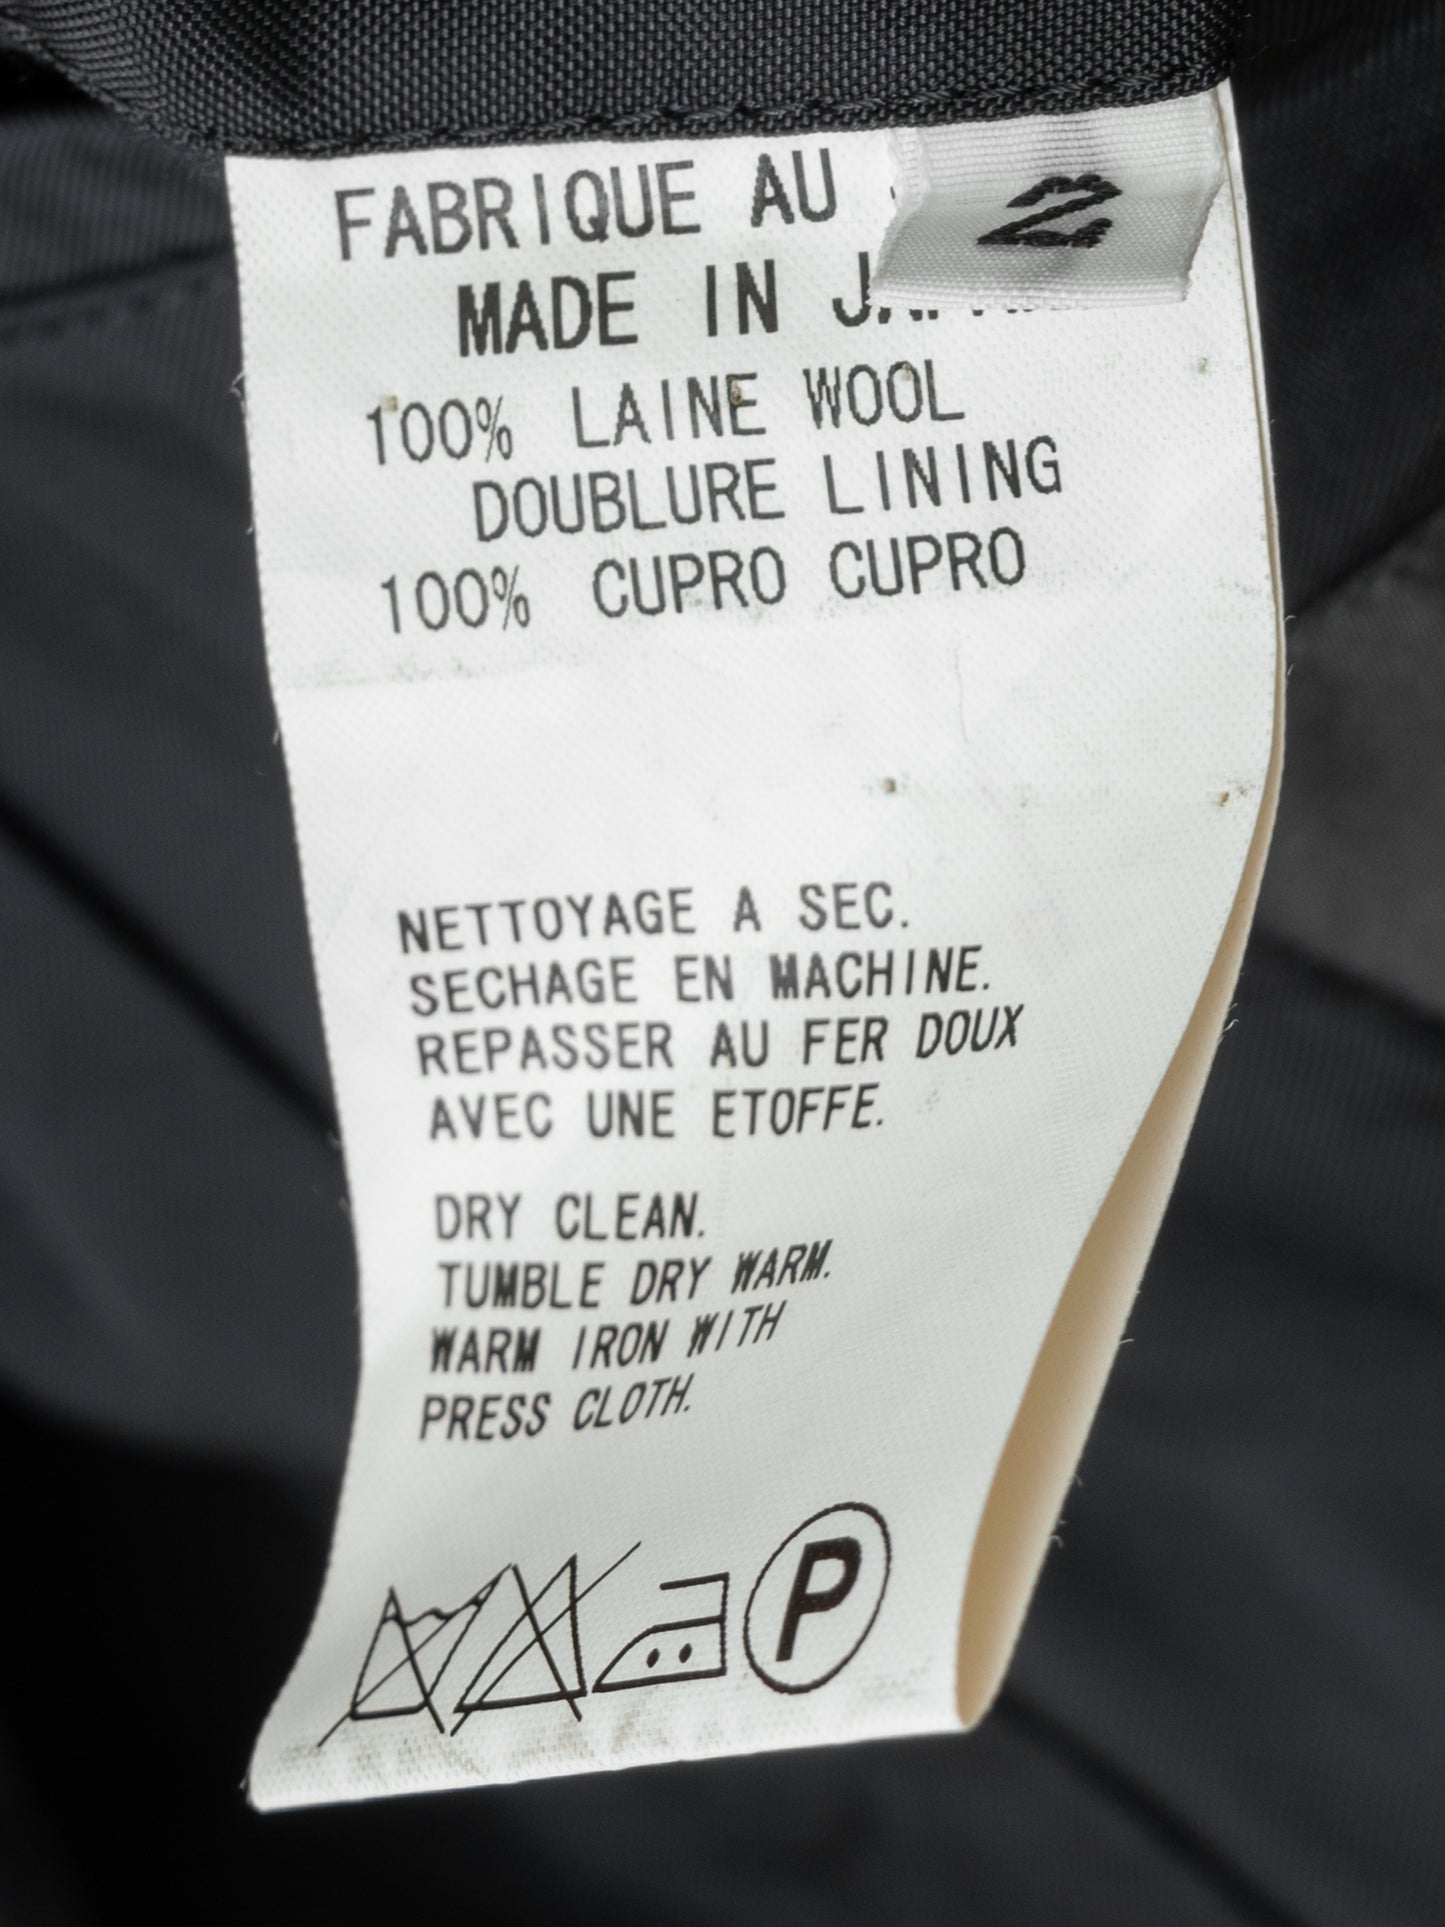 FABRIQUE AU
2
MADE IN
100% LAINE WOOL
DOUBLURE LINING
100% CUPRO CUPRO
NETTOYAGE A SEC.
SECHAGE EN MACHINE.
REPASSER AU FER DOUX
AVEC UNE ETOFFE.
DRY CLEAN.
TUMBLE DRY WARM.
WARM IRON WITH
PRESS CLOTH.
P